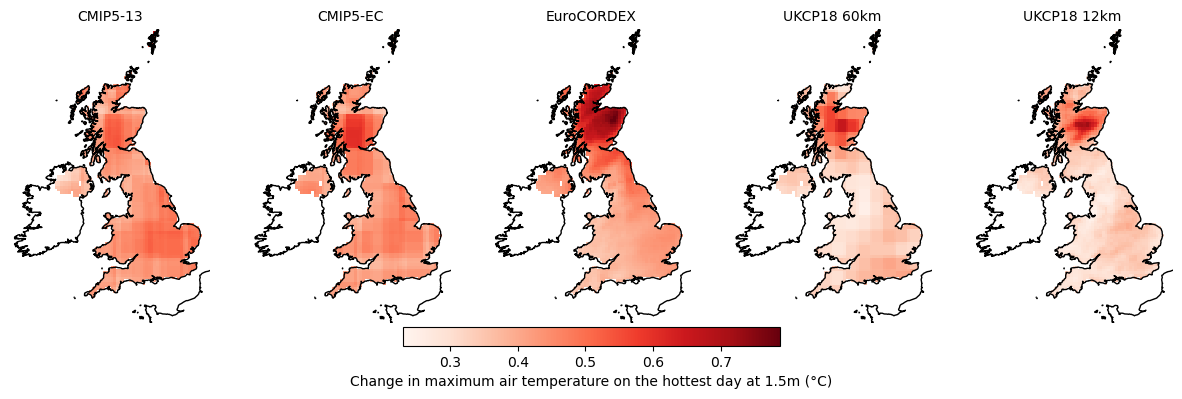 CMIP5-13
CMIP5-EC
EuroCORDEX
UKCP18 60km
UKCP18 12km
0.3
0.4
0.5
0.6
0.7
Change in maximum air temperature on the hottest day at 1.5m (°C)